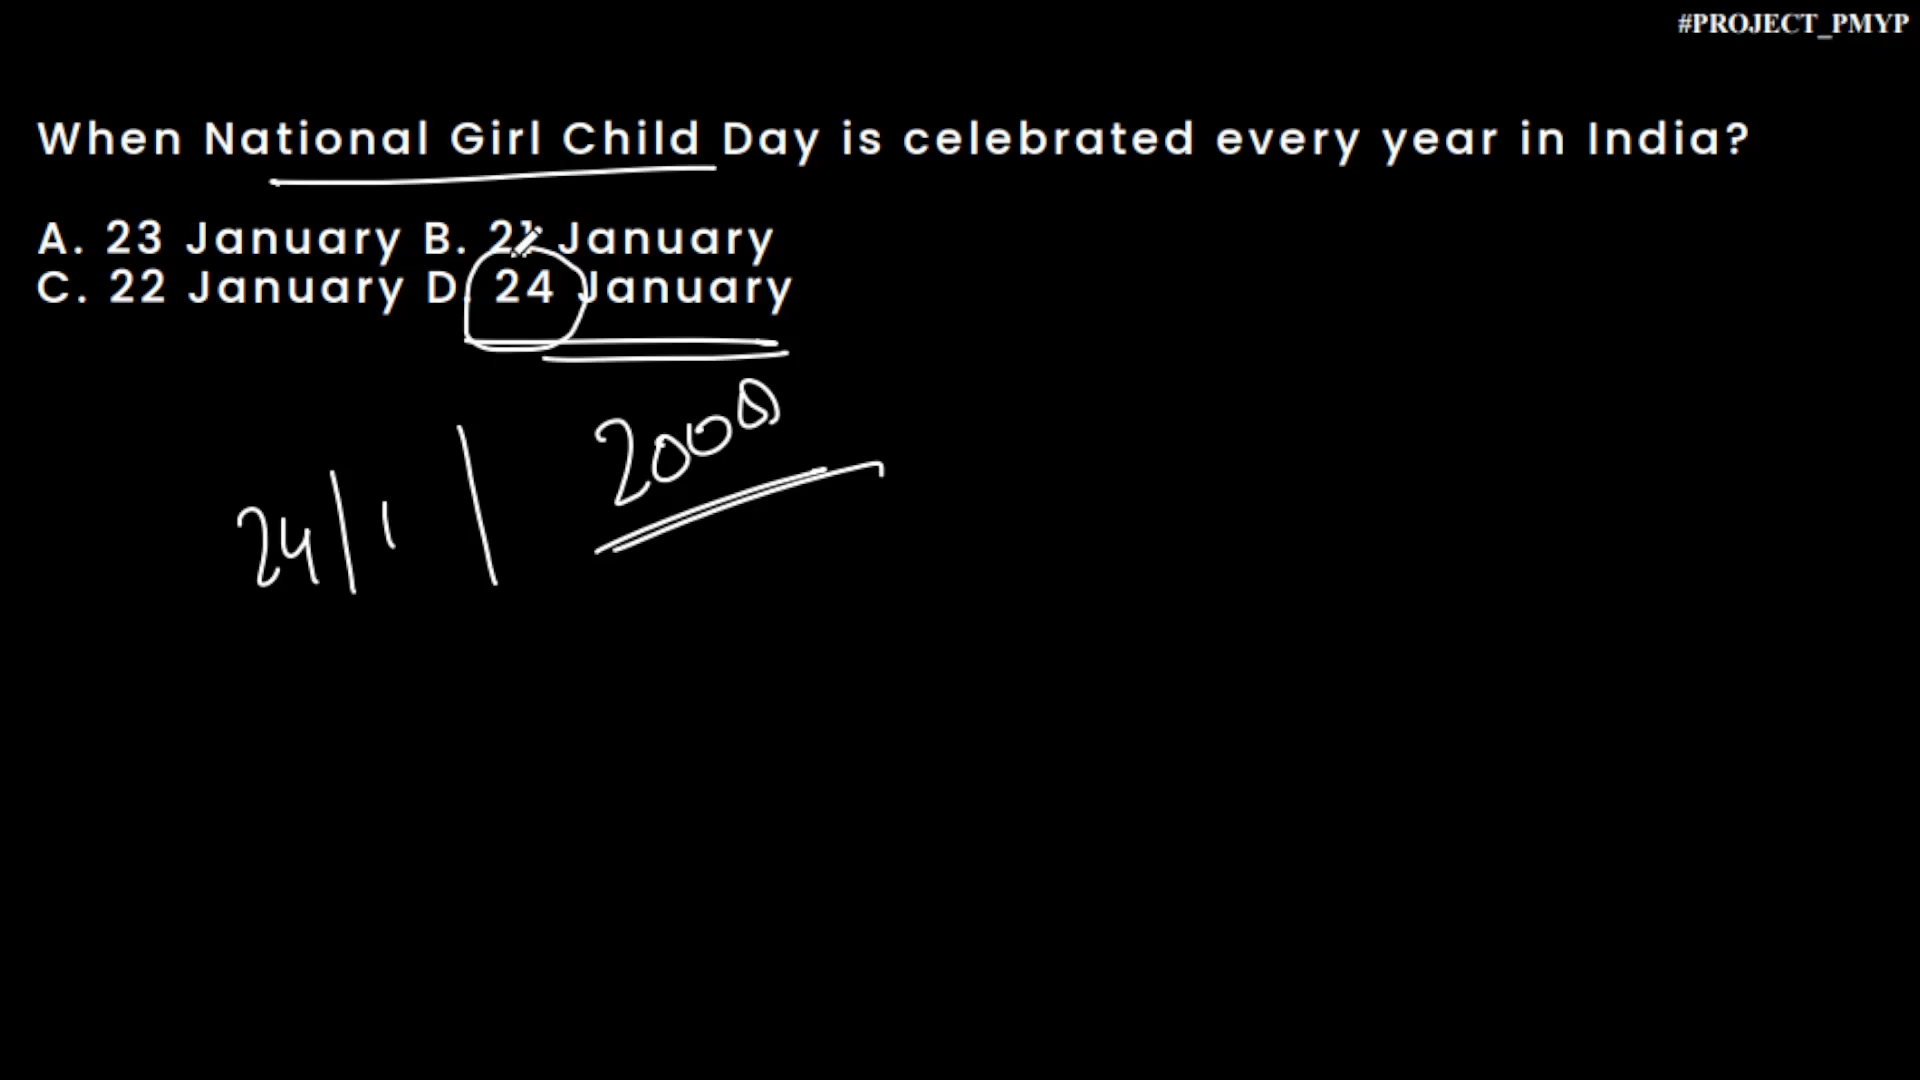 #PROJECT_PMYP
When National Girl Child Day is celebrated every year in India?
A. 23 January B. 21 January
C. 22 January D. 24 January
24/1/